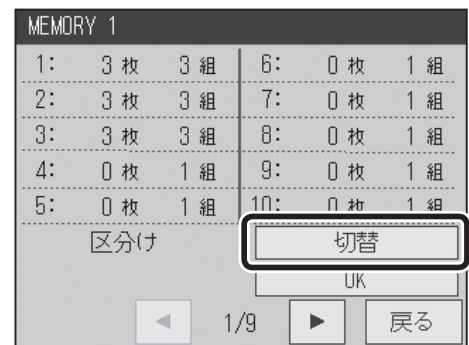 MEMORY 1
1: 3 枚 3 組 6: 0 枚 1 組
2: 3 枚 3 組 7: 0 枚 1 組
3: 3 枚 3 組 8: 0 枚 1 組
4: 0 枚 1 組 9: 0 枚 1 組
5: 0 枚 1 組 10: 0 枚 1 組
区分け 切替
OK
◀ 1/9 ▶ 戻る